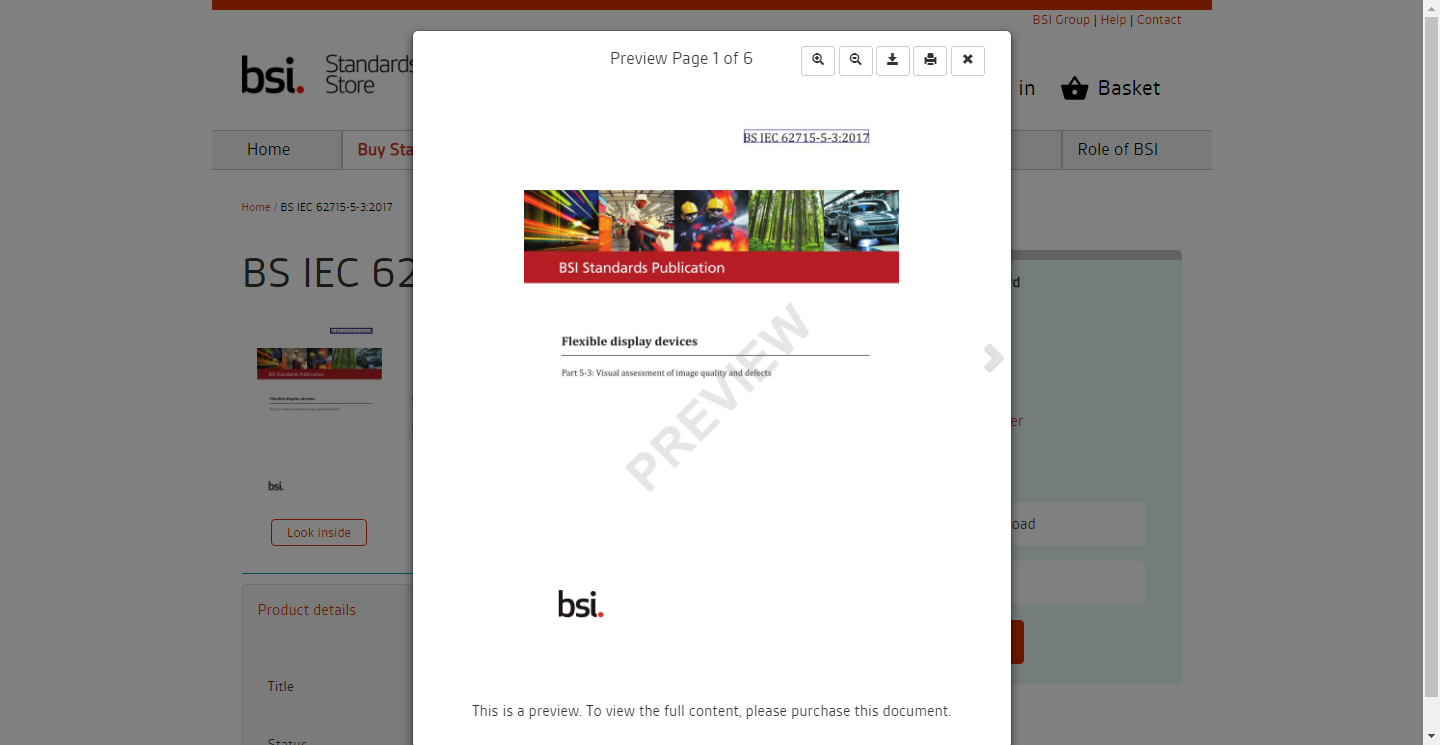 BSI Group | Help | Contact
Preview Page 1 of 6
bsi. Standards
Store
in
Basket
Home
Buy Sta
Role of BSI
BS IEC 62715-5-3:2017
Home / BS IEC 62715-5-3:2017
BSI Standards Publication
BS IEC 62
rd
BSI Standards Publication
Flexible display devices
Flexible display devices
Part 5-3: Visual assessment of image quality and defects
PREVIEW
er
bsi.
Look inside
oad
bsi.
Product details
Title
This is a preview. To view the full content, please purchase this document.
Status